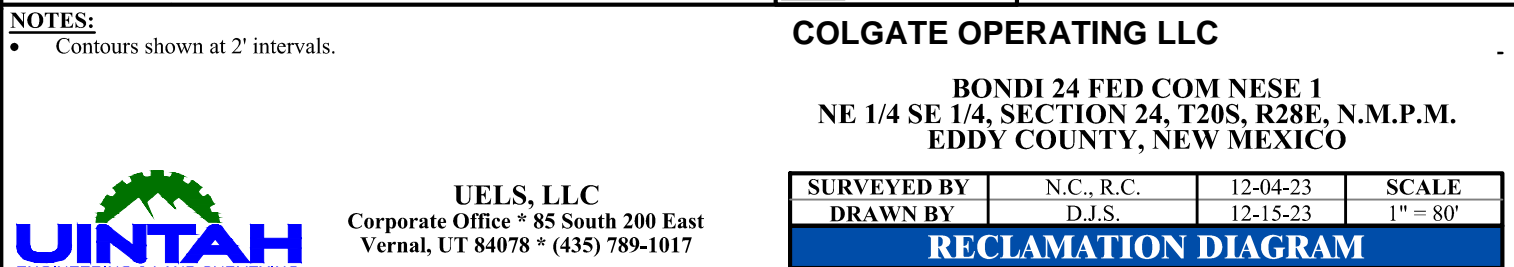 NOTES:
• Contours shown at 2' intervals.
COLGATE OPERATING LLC
BONDI 24 FED COM NESE 1
NE 1/4 SE 1/4, SECTION 24, T20S, R28E, N.M.P.M.
EDDY COUNTY, NEW MEXICO
UINTAH
UELS, LLC
Corporate Office * 85 South 200 East
Vernal, UT 84078 * (435) 789-1017
SURVEYED BY N.C., R.C. 12-04-23 SCALE
DRAWN BY D.J.S. 12-15-23 1" = 80'
RECLAMATION DIAGRAM